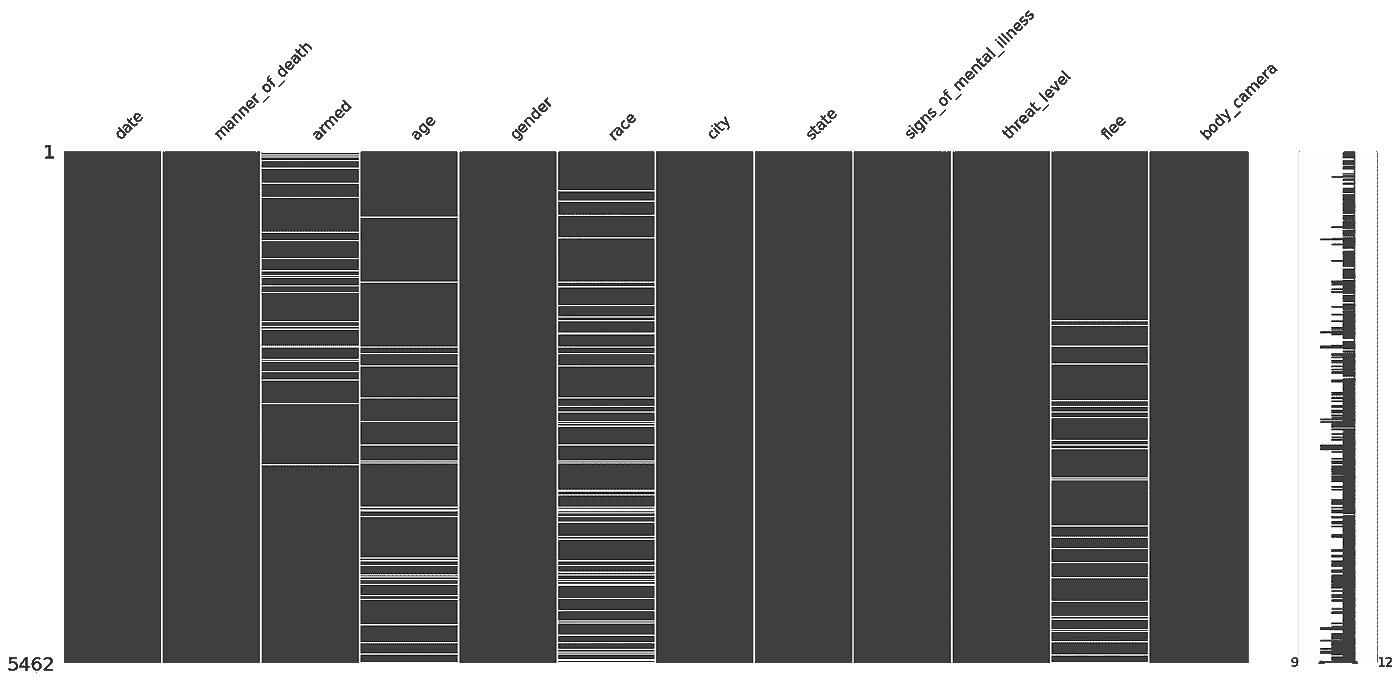 date
manner_of_death
armed
age
gender
race
city
state
signs_of_mental_illness
threat_level
flee
body_camera
1
5462
9
12